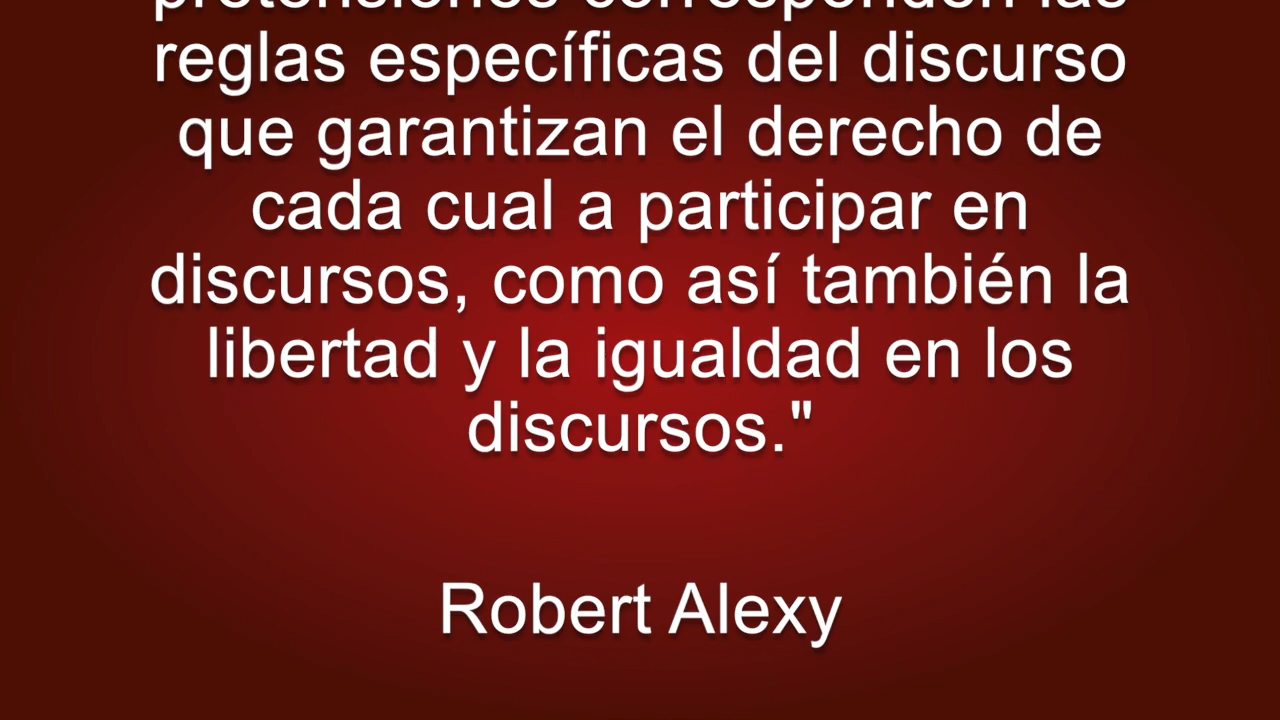 pretensiones corresponden las
reglas específicas del discurso
que garantizan el derecho de
cada cual a participar en
discursos, como así también la
libertad y la igualdad en los
discursos."
Robert Alexy